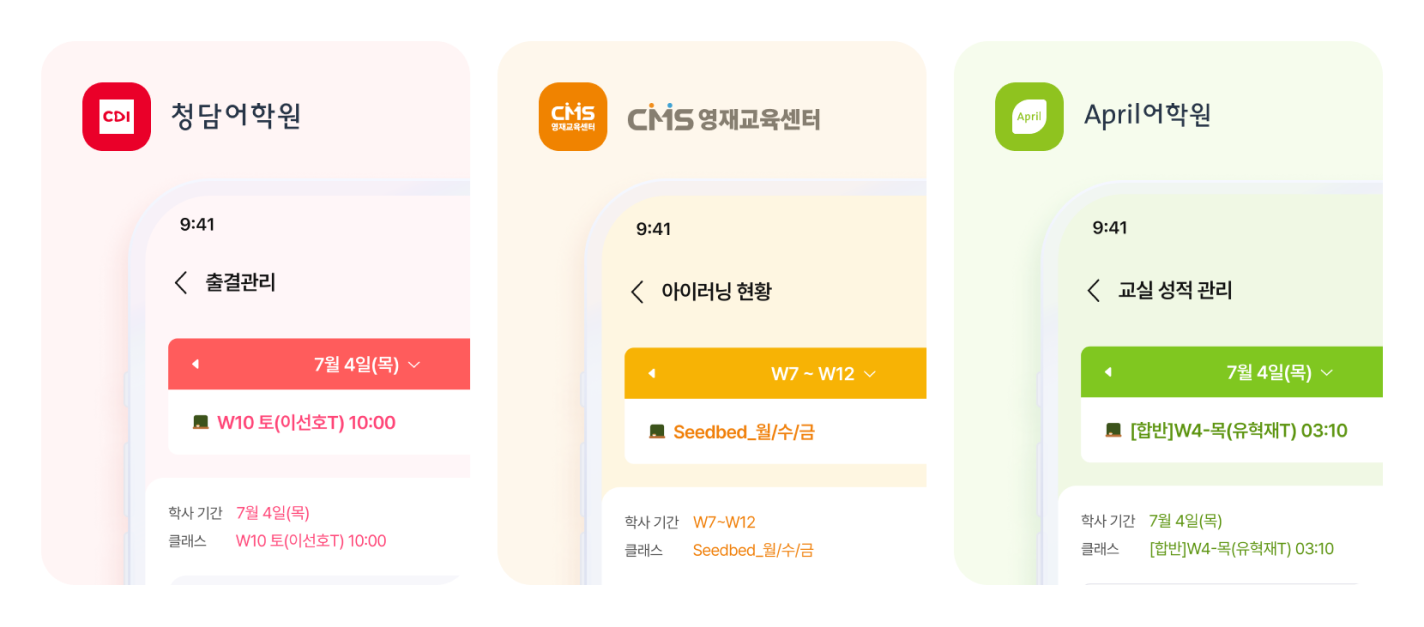 CDI
청담어학원
9:41
출결관리
7월 4일(목)
W10 토(이선호T) 10:00
학사 기간 7월 4일(목)
클래스 W10 토(이선호T) 10:00
CMS
영재교육센터
CMS 영재교육센터
9:41
아이러닝 현황
W7 ~ W12
Seedbed_월/수/금
학사 기간 W7~W12
클래스 Seedbed_월/수/금
April
April어학원
9:41
교실 성적 관리
7월 4일(목)
[합반]W4-목(유혁재T) 03:10
학사 기간 7월 4일(목)
클래스 [합반]W4-목(유혁재T) 03:10